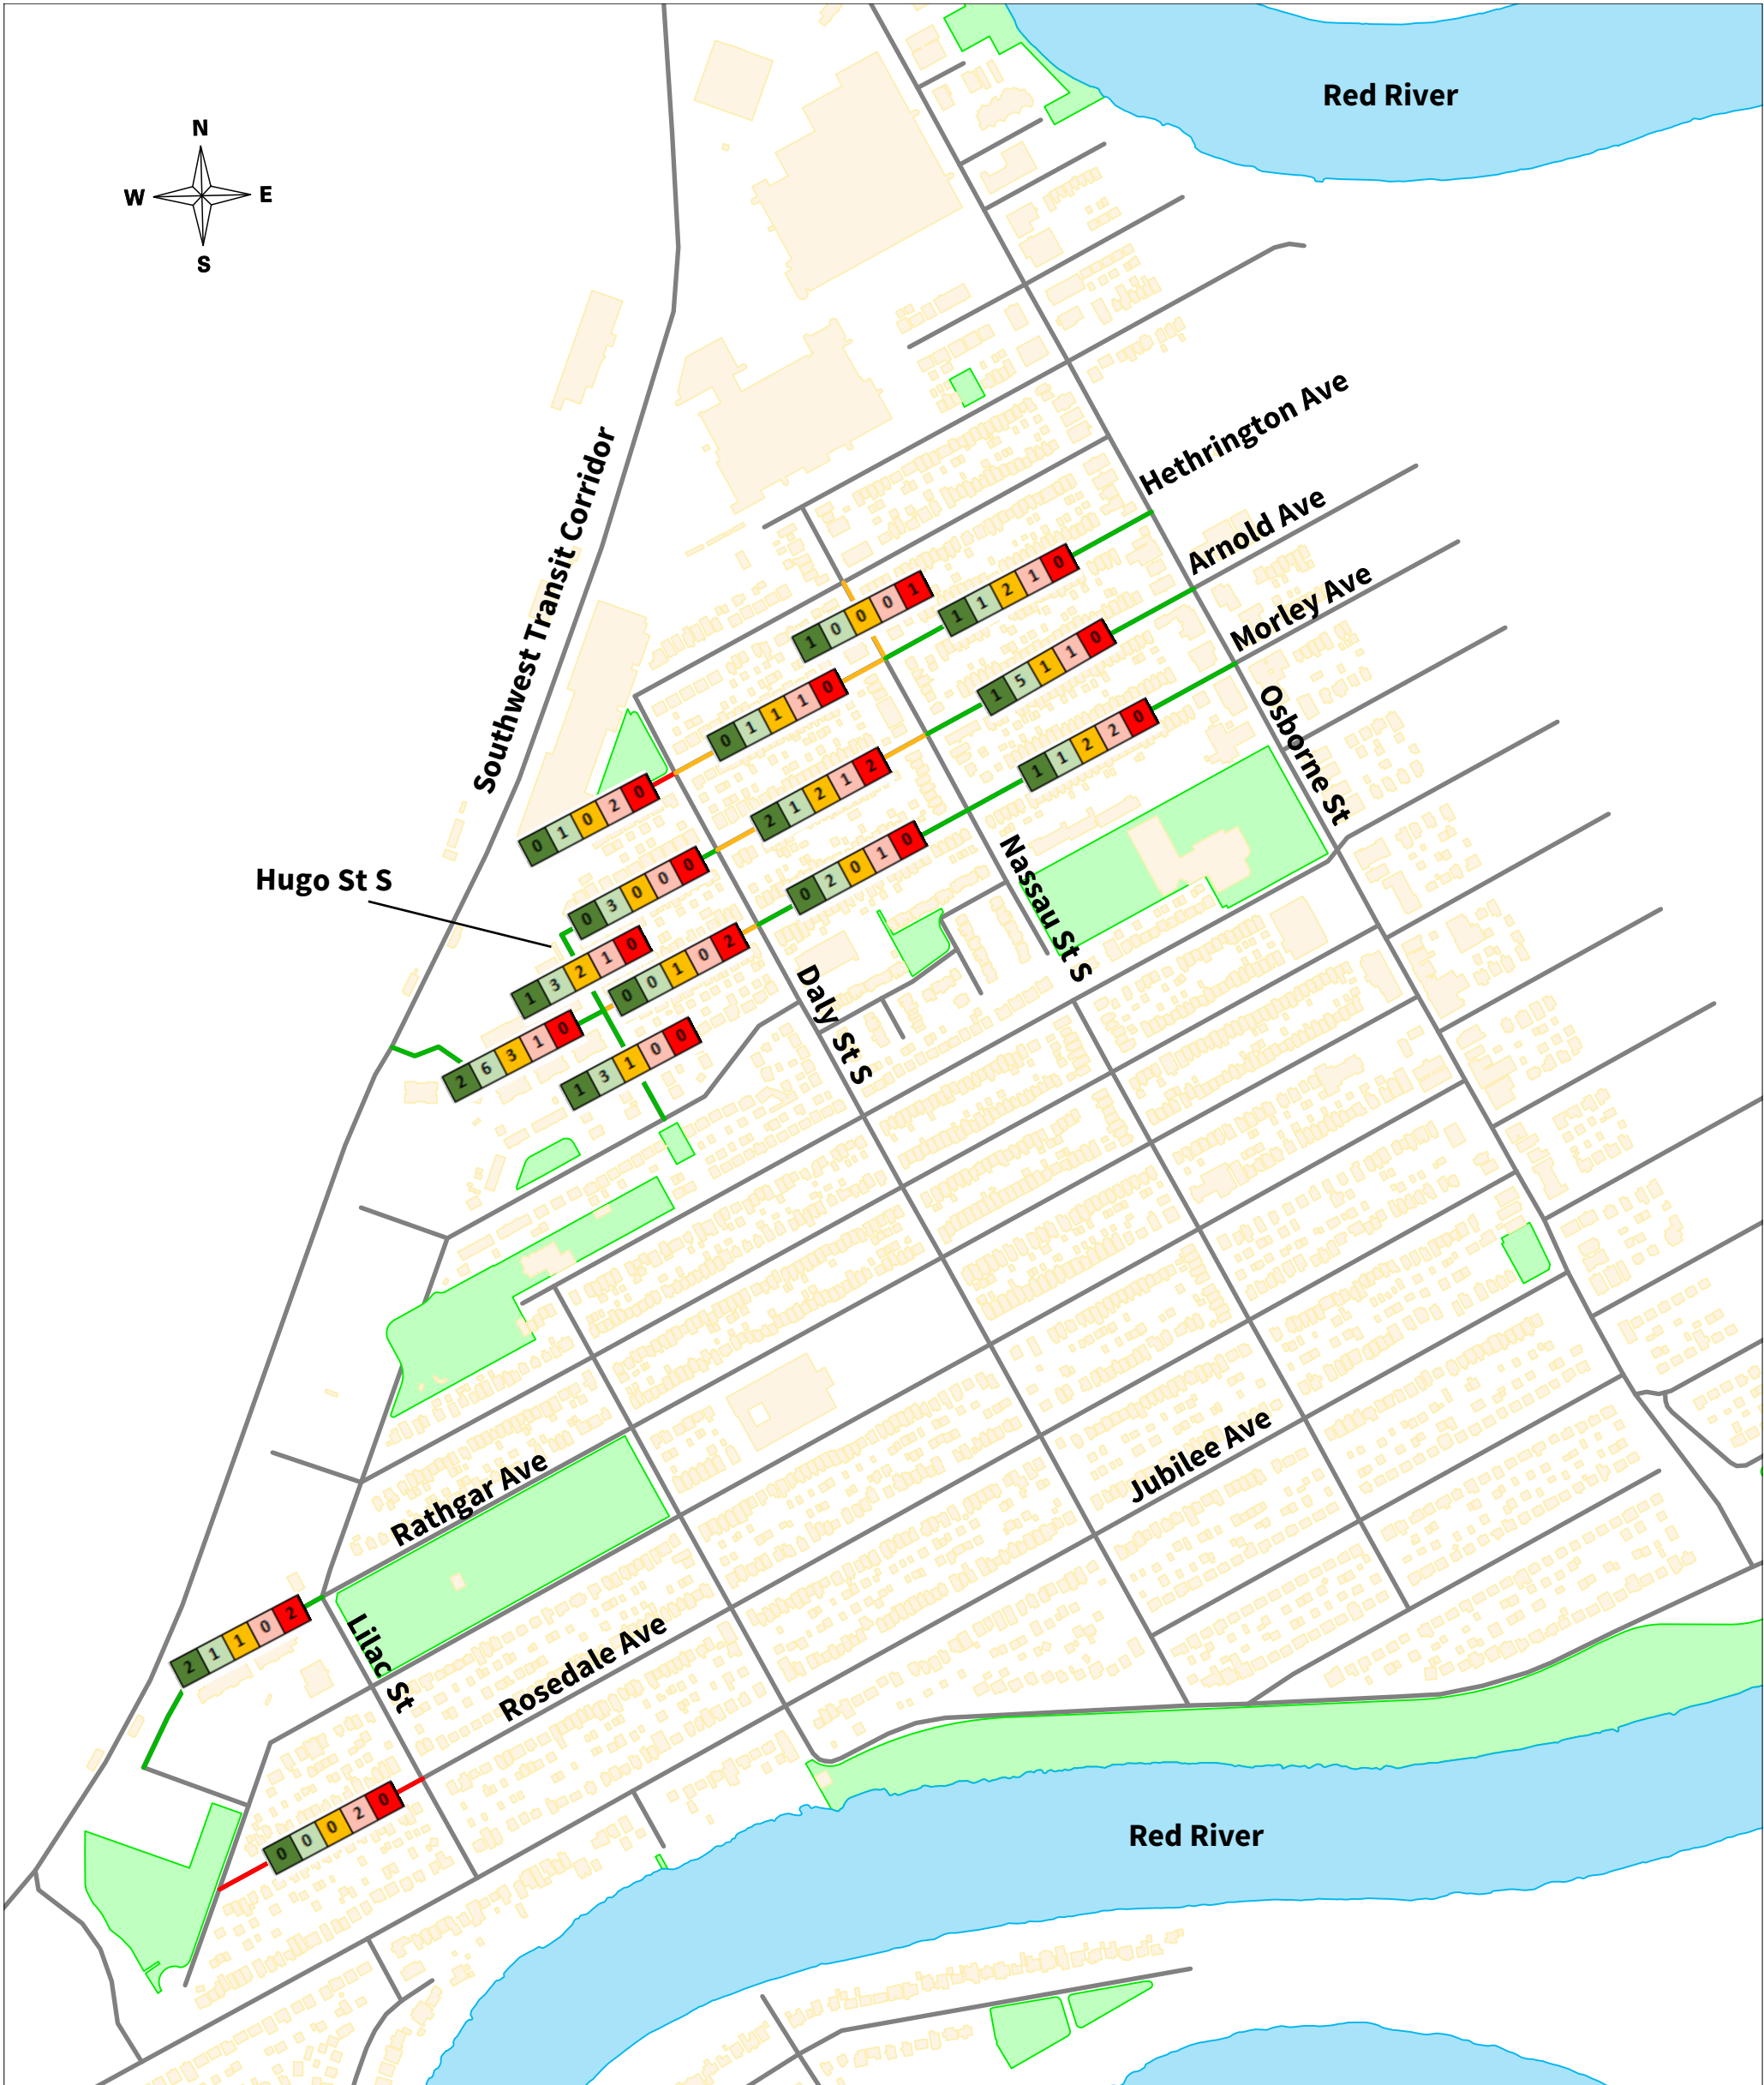 Red River
N
W E
S
Hethrington Ave
Southwest Transit Corridor
Arnold Ave
1 0 0 0 1
1 1 2 1 0
Morley Ave
1 5 1 1 0
0 1 1 1 0
Osborne St
1 1 2 2 0
2 1 2 1 2
0 1 0 2 0
0 2 0 1 0
Nassau St S
Hugo St S
0 3 0 0 0
1 3 2 1 0
0 0 1 0 2
Daly St S
2 6 3 1 0
1 3 1 0 0
Jubilee Ave
Rathgar Ave
2 1 1 0 2
Lilac St
Rosedale Ave
0 0 0 2 0
Red River